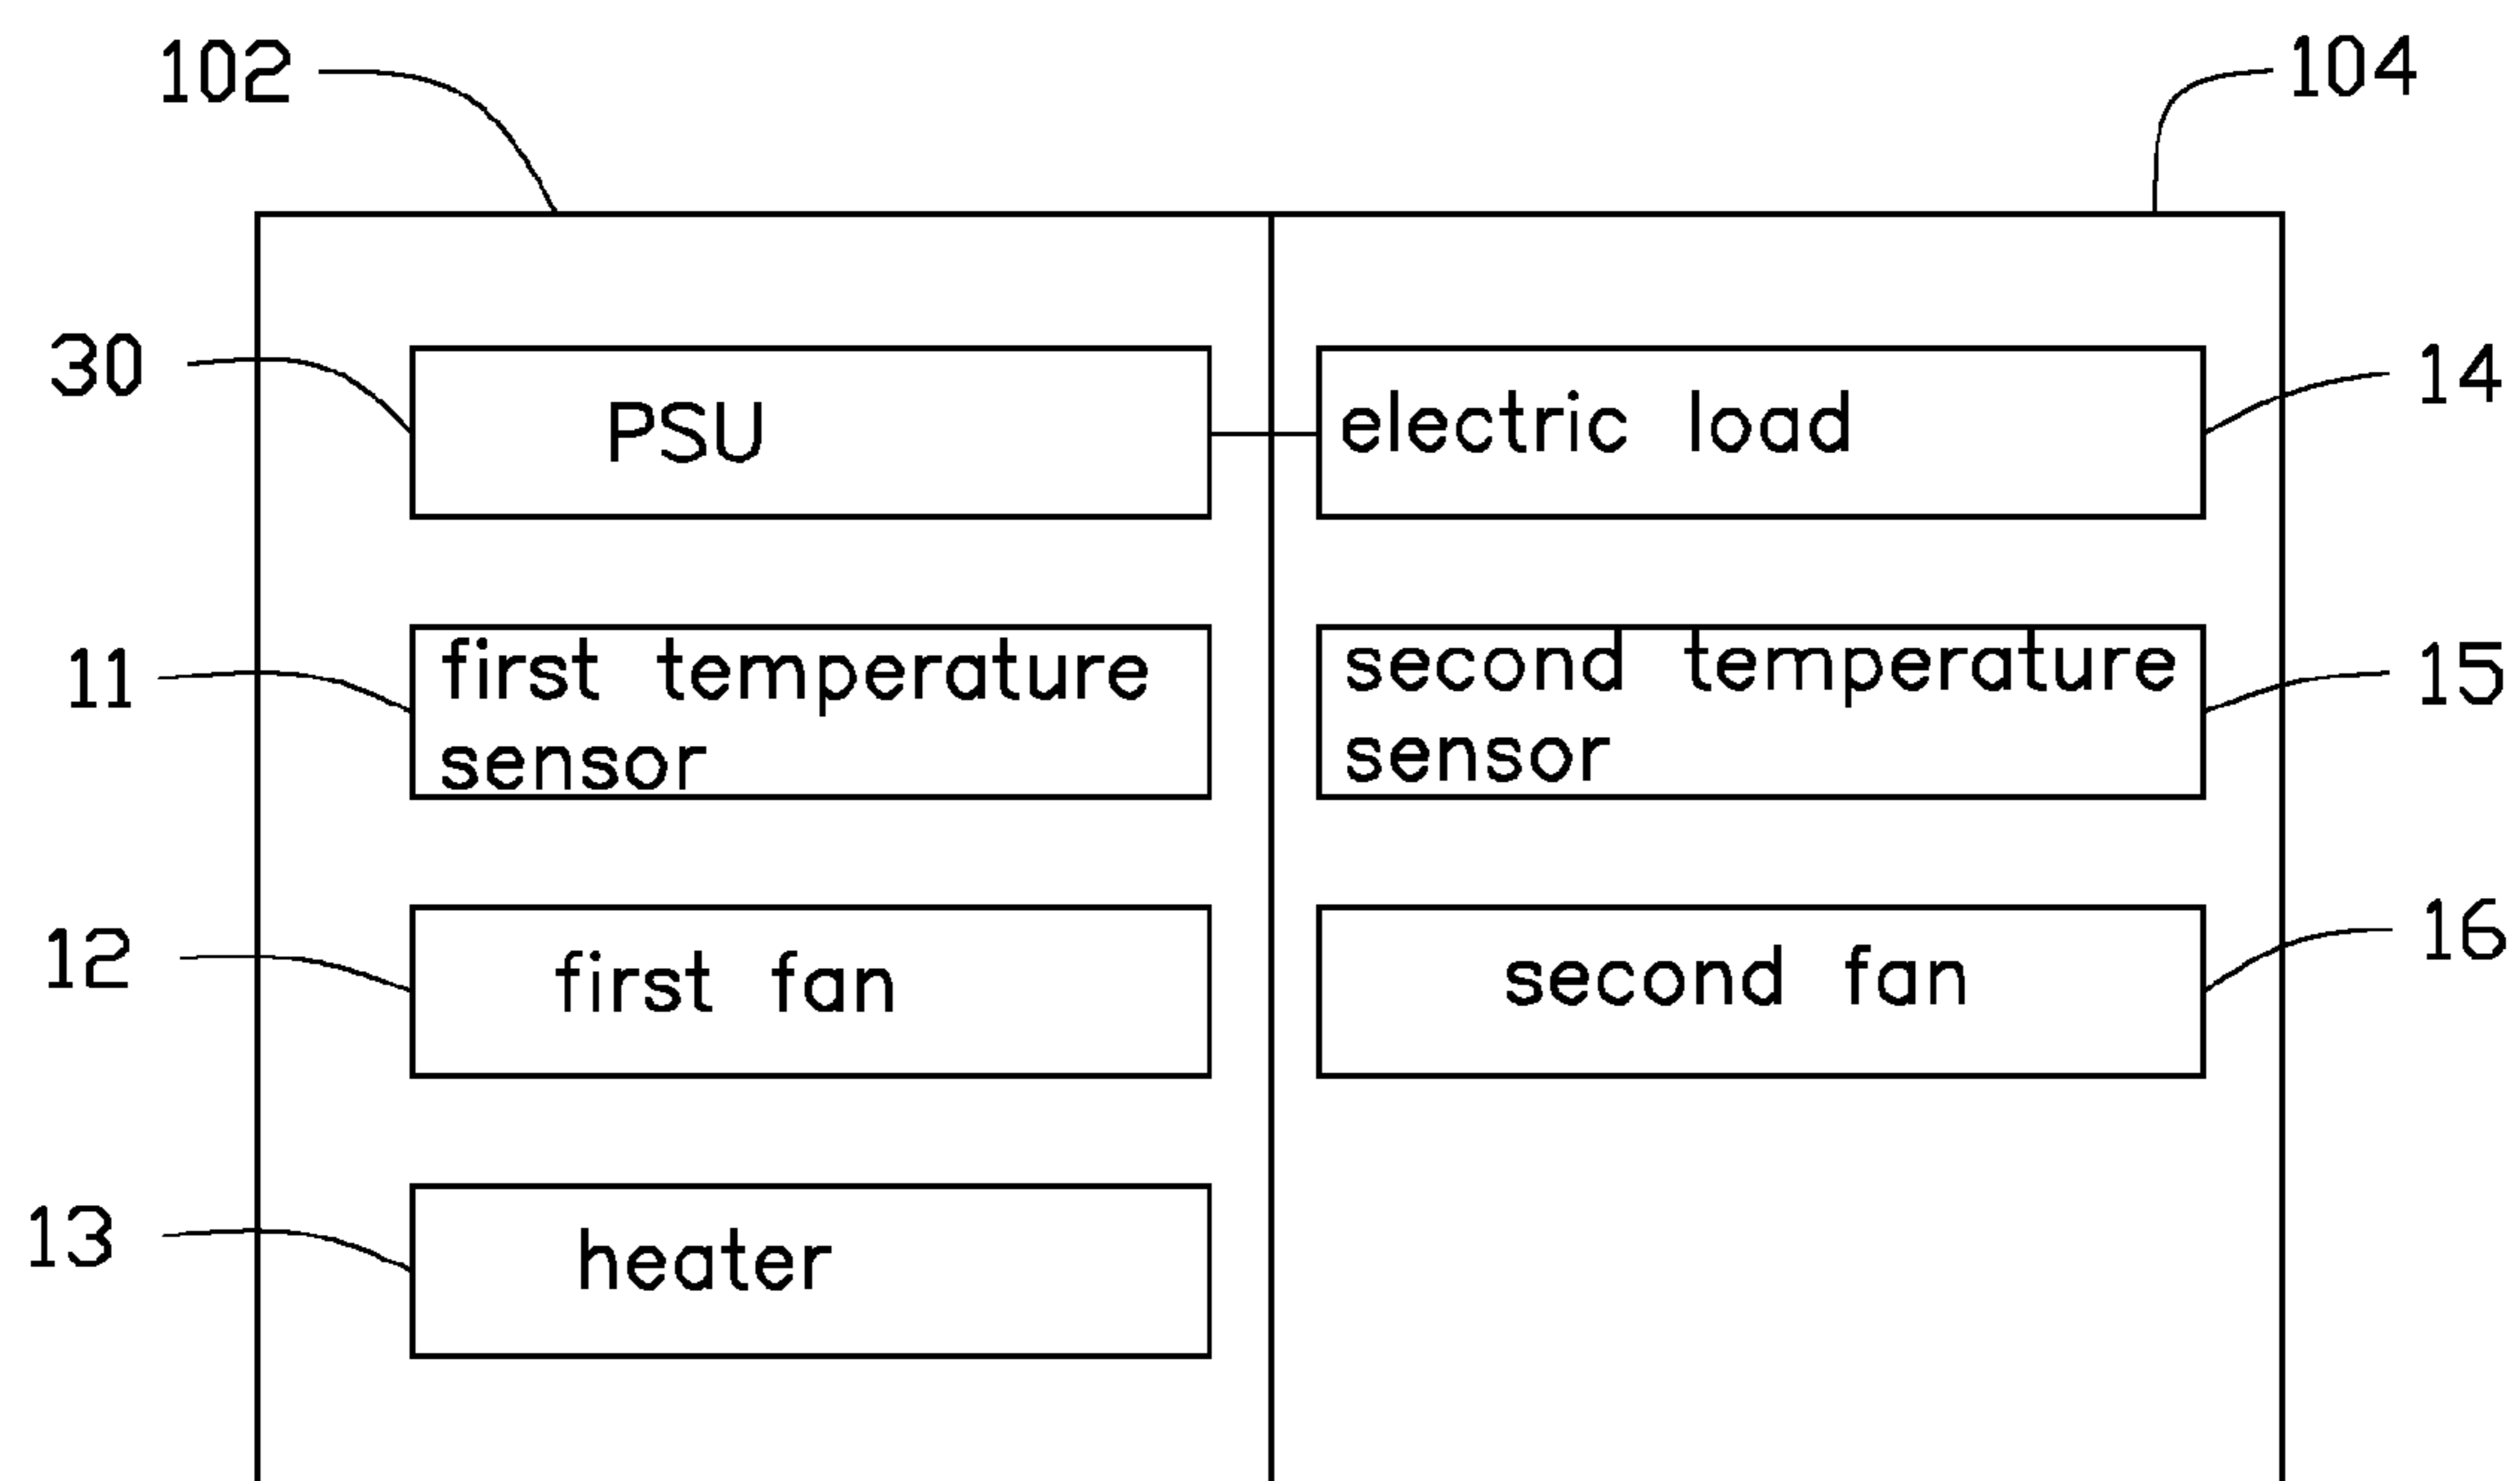 102
104
30
PSU
electric load
14
11
first temperature
sensor
second temperature
sensor
15
12
first fan
second fan
16
13
heater